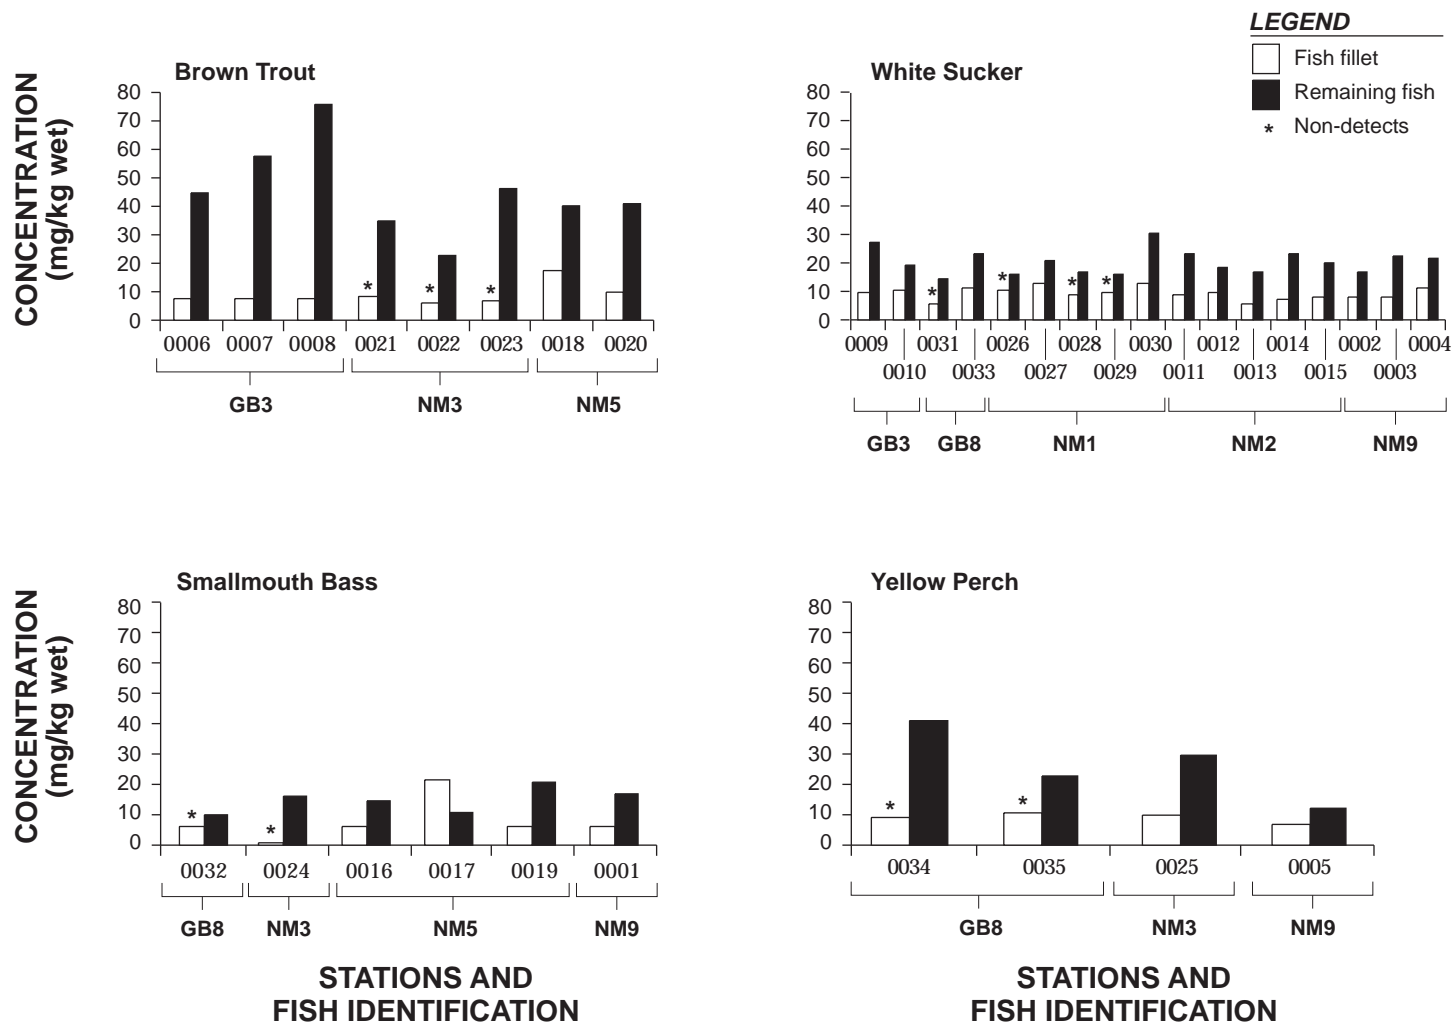 LEGEND
Fish fillet
Remaining fish
* Non-detects
Brown Trout
CONCENTRATION
(mg/kg wet)
80
70
60
50
40
30
20
10
0
* * *
0006 0007 0008 0021 0022 0023 0018 0020
GB3 NM3 NM5
White Sucker
80
70
60
50
40
30
20
10
0
* * * *
0009 0031 0026 0028 0030 0012 0014 0002 0004
0010 0033 0027 0029 0011 0013 0015 0003
GB3 GB8 NM1 NM2 NM9
Smallmouth Bass
CONCENTRATION
(mg/kg wet)
80
70
60
50
40
30
20
10
0
* *
0032 0024 0016 0017 0019 0001
GB8 NM3 NM5 NM9
STATIONS AND
FISH IDENTIFICATION
Yellow Perch
80
70
60
50
40
30
20
10
0
* *
0034 0035 0025 0005
GB8 NM3 NM9
STATIONS AND
FISH IDENTIFICATION